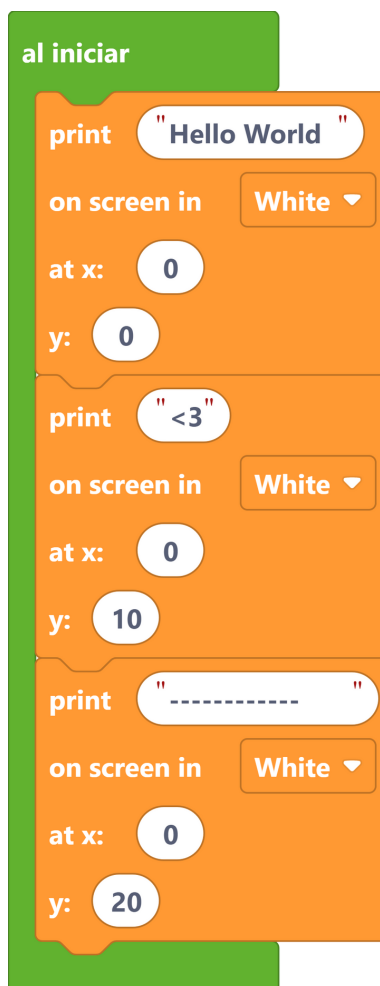 al iniciar
print "Hello World "
on screen in White
at x: 0
y: 0
print "<3"
on screen in White
at x: 0
y: 10
print "------------ "
on screen in White
at x: 0
y: 20